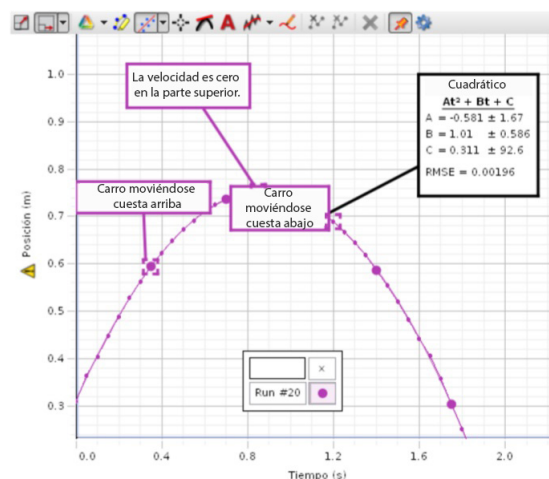 La velocidad es cero
en la parte superior.
Cuadrático
At² + Bt + C
A = -0.581 ± 1.67
B = 1.01 ± 0.586
C = 0.311 ± 92.6
RMSE = 0.00196
Carro moviéndose
cuesta arriba
Carro
moviéndose
cuesta abajo
Posición (m)
1.0
0.9
0.8
0.7
0.6
0.5
0.4
0.3
Run #20
0.0
0.4
0.8
1.2
1.6
2.0
Tiempo (s)